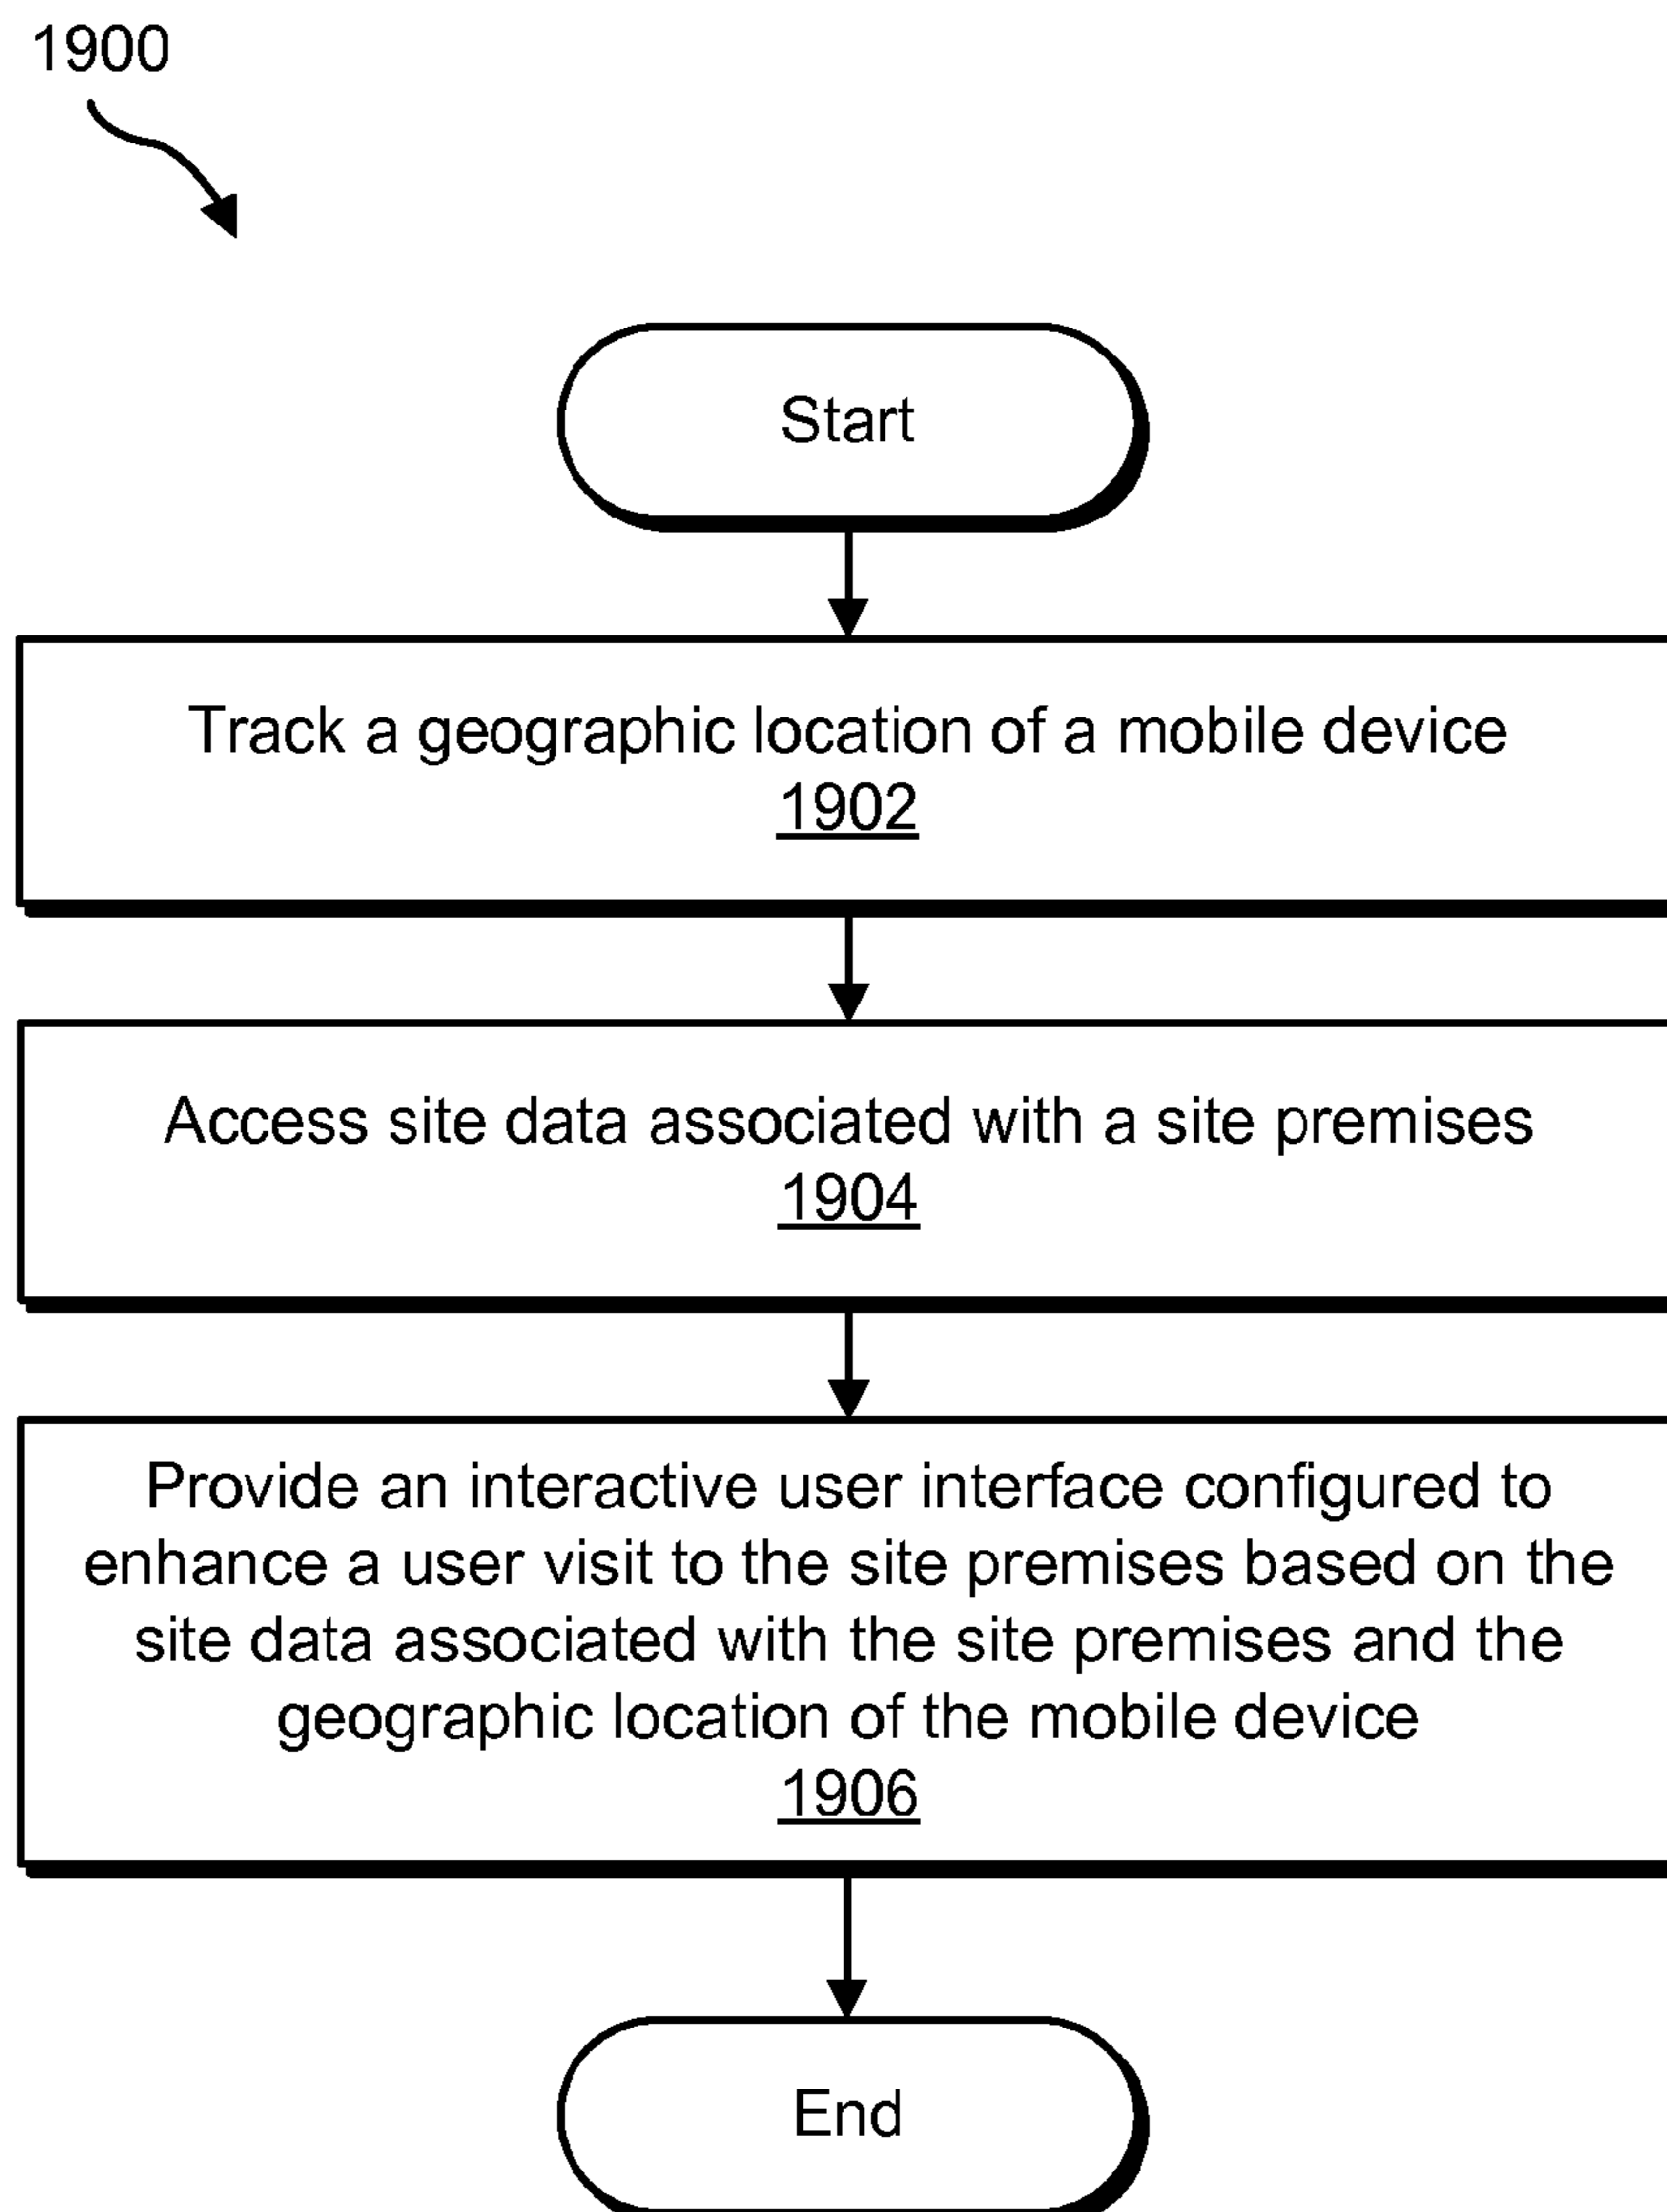 1900
Start
Track a geographic location of a mobile device
1902
Access site data associated with a site premises
1904
Provide an interactive user interface configured to
enhance a user visit to the site premises based on the
site data associated with the site premises and the
geographic location of the mobile device
1906
End